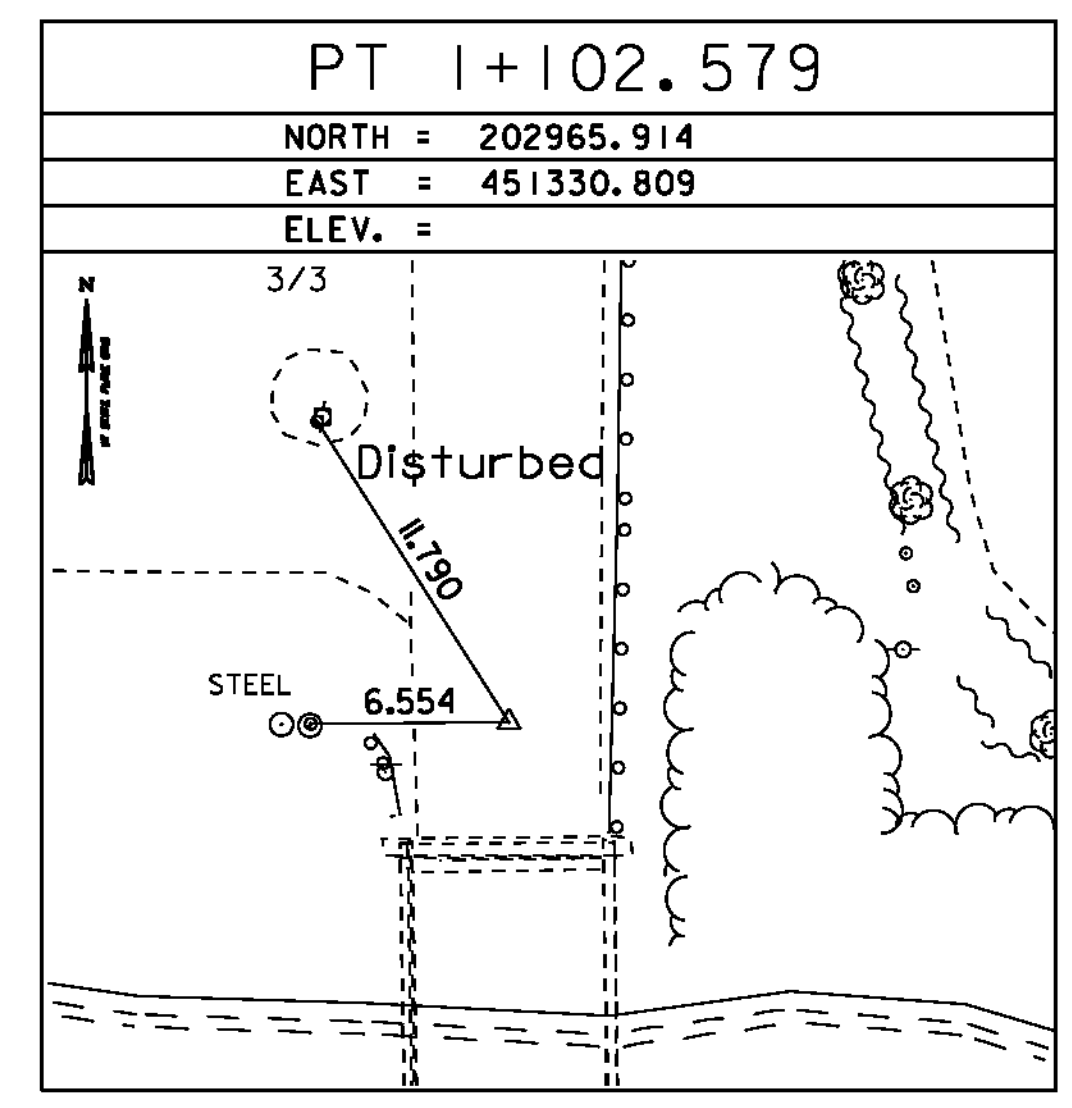 PT 1+102.579
NORTH = 202965.914
EAST = 451330.809
ELEV. =
3/3
N
Disturbed
11.790
STEEL
6.554